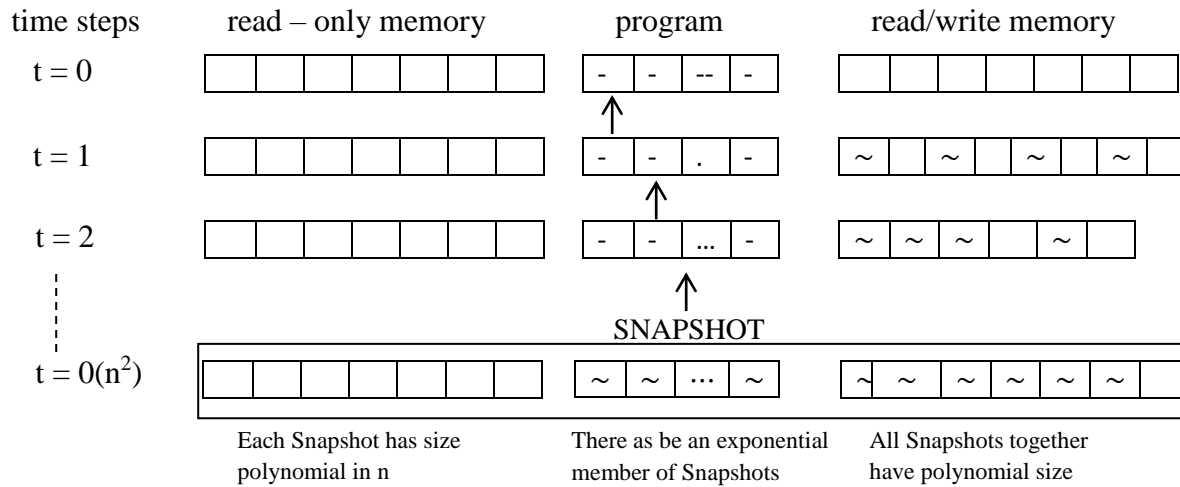 time steps read – only memory program read/write memory
t = 0 - - -- -
t = 1 - - . - ~ ~ ~ ~
t = 2 - - ... - ~ ~ ~ ~
SNAPSHOT
t = 0(n²) ~ ~ ... ~ ~ ~ ~ ~ ~ ~
Each Snapshot has size
polynomial in n
There as be an exponential
member of Snapshots
All Snapshots together
have polynomial size